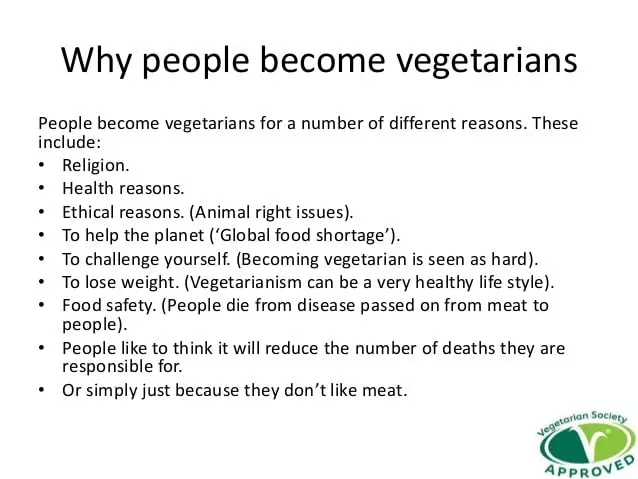 Why people become vegetarians
People become vegetarians for a number of different reasons. These
include:
• Religion.
• Health reasons.
• Ethical reasons. (Animal right issues).
• To help the planet (‘Global food shortage’).
• To challenge yourself. (Becoming vegetarian is seen as hard).
• To lose weight. (Vegetarianism can be a very healthy life style).
• Food safety. (People die from disease passed on from meat to
people).
• People like to think it will reduce the number of deaths they are
responsible for.
• Or simply just because they don’t like meat.
Vegetarian Society
APPROVED